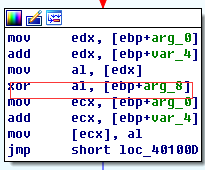 mov edx, [ebp+arg_0]
add edx, [ebp+var_4]
mov al, [edx]
xor al, [ebp+arg_8]
mov ecx, [ebp+arg_0]
add ecx, [ebp+var_4]
mov [ecx], al
jmp short loc_40100D